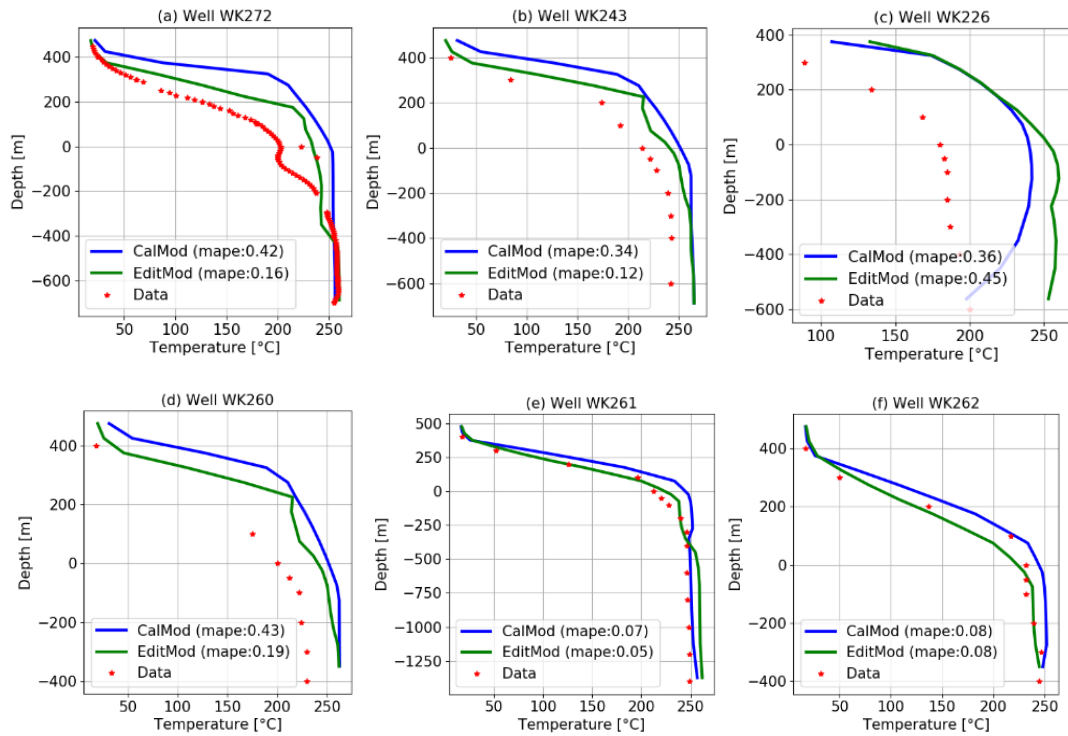 (a) Well WK272
400
200
0
−200
−400
−600
Depth [m]
CalMod (mape:0.42)
EditMod (mape:0.16)
Data
50
100
150
200
250
Temperature [°C]
(b) Well WK243
400
200
0
−200
−400
−600
Depth [m]
CalMod (mape:0.34)
EditMod (mape:0.12)
Data
50
100
150
200
250
Temperature [°C]
(c) Well WK226
400
300
200
100
0
−100
−200
−300
−400
−500
−600
Depth [m]
CalMod (mape:0.36)
EditMod (mape:0.45)
Data
100
150
200
250
Temperature [°C]
(d) Well WK260
400
200
0
−200
−400
Depth [m]
CalMod (mape:0.43)
EditMod (mape:0.19)
Data
50
100
150
200
250
Temperature [°C]
(e) Well WK261
500
250
0
−250
−500
−750
−1000
−1250
Depth [m]
CalMod (mape:0.07)
EditMod (mape:0.05)
Data
50
100
150
200
250
Temperature [°C]
(f) Well WK262
400
200
0
−200
−400
Depth [m]
CalMod (mape:0.08)
EditMod (mape:0.08)
Data
50
100
150
200
250
Temperature [°C]